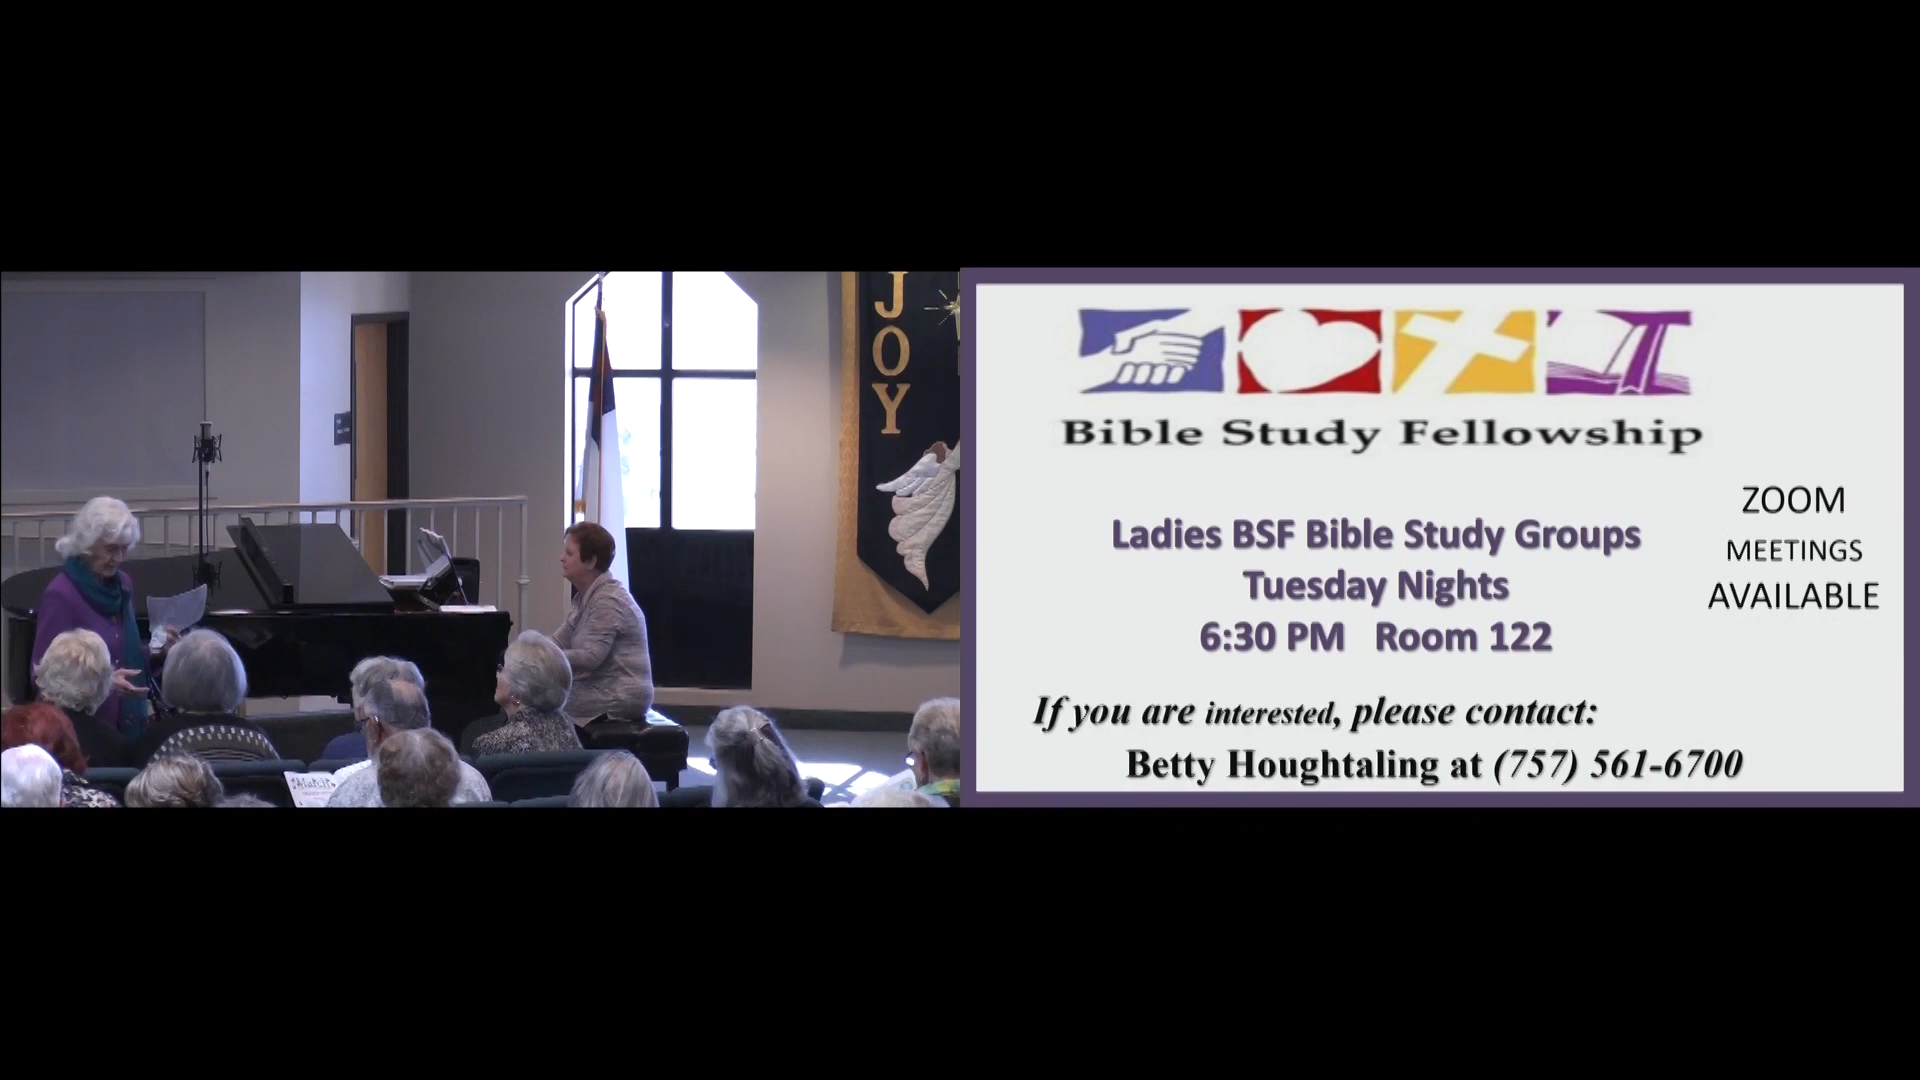 J
O
Y
Bible Study Fellowship
Ladies BSF Bible Study Groups
Tuesday Nights
6:30 PM Room 122
ZOOM
MEETINGS
AVAILABLE
If you are interested, please contact:
Betty Houghtaling at (757) 561-6700